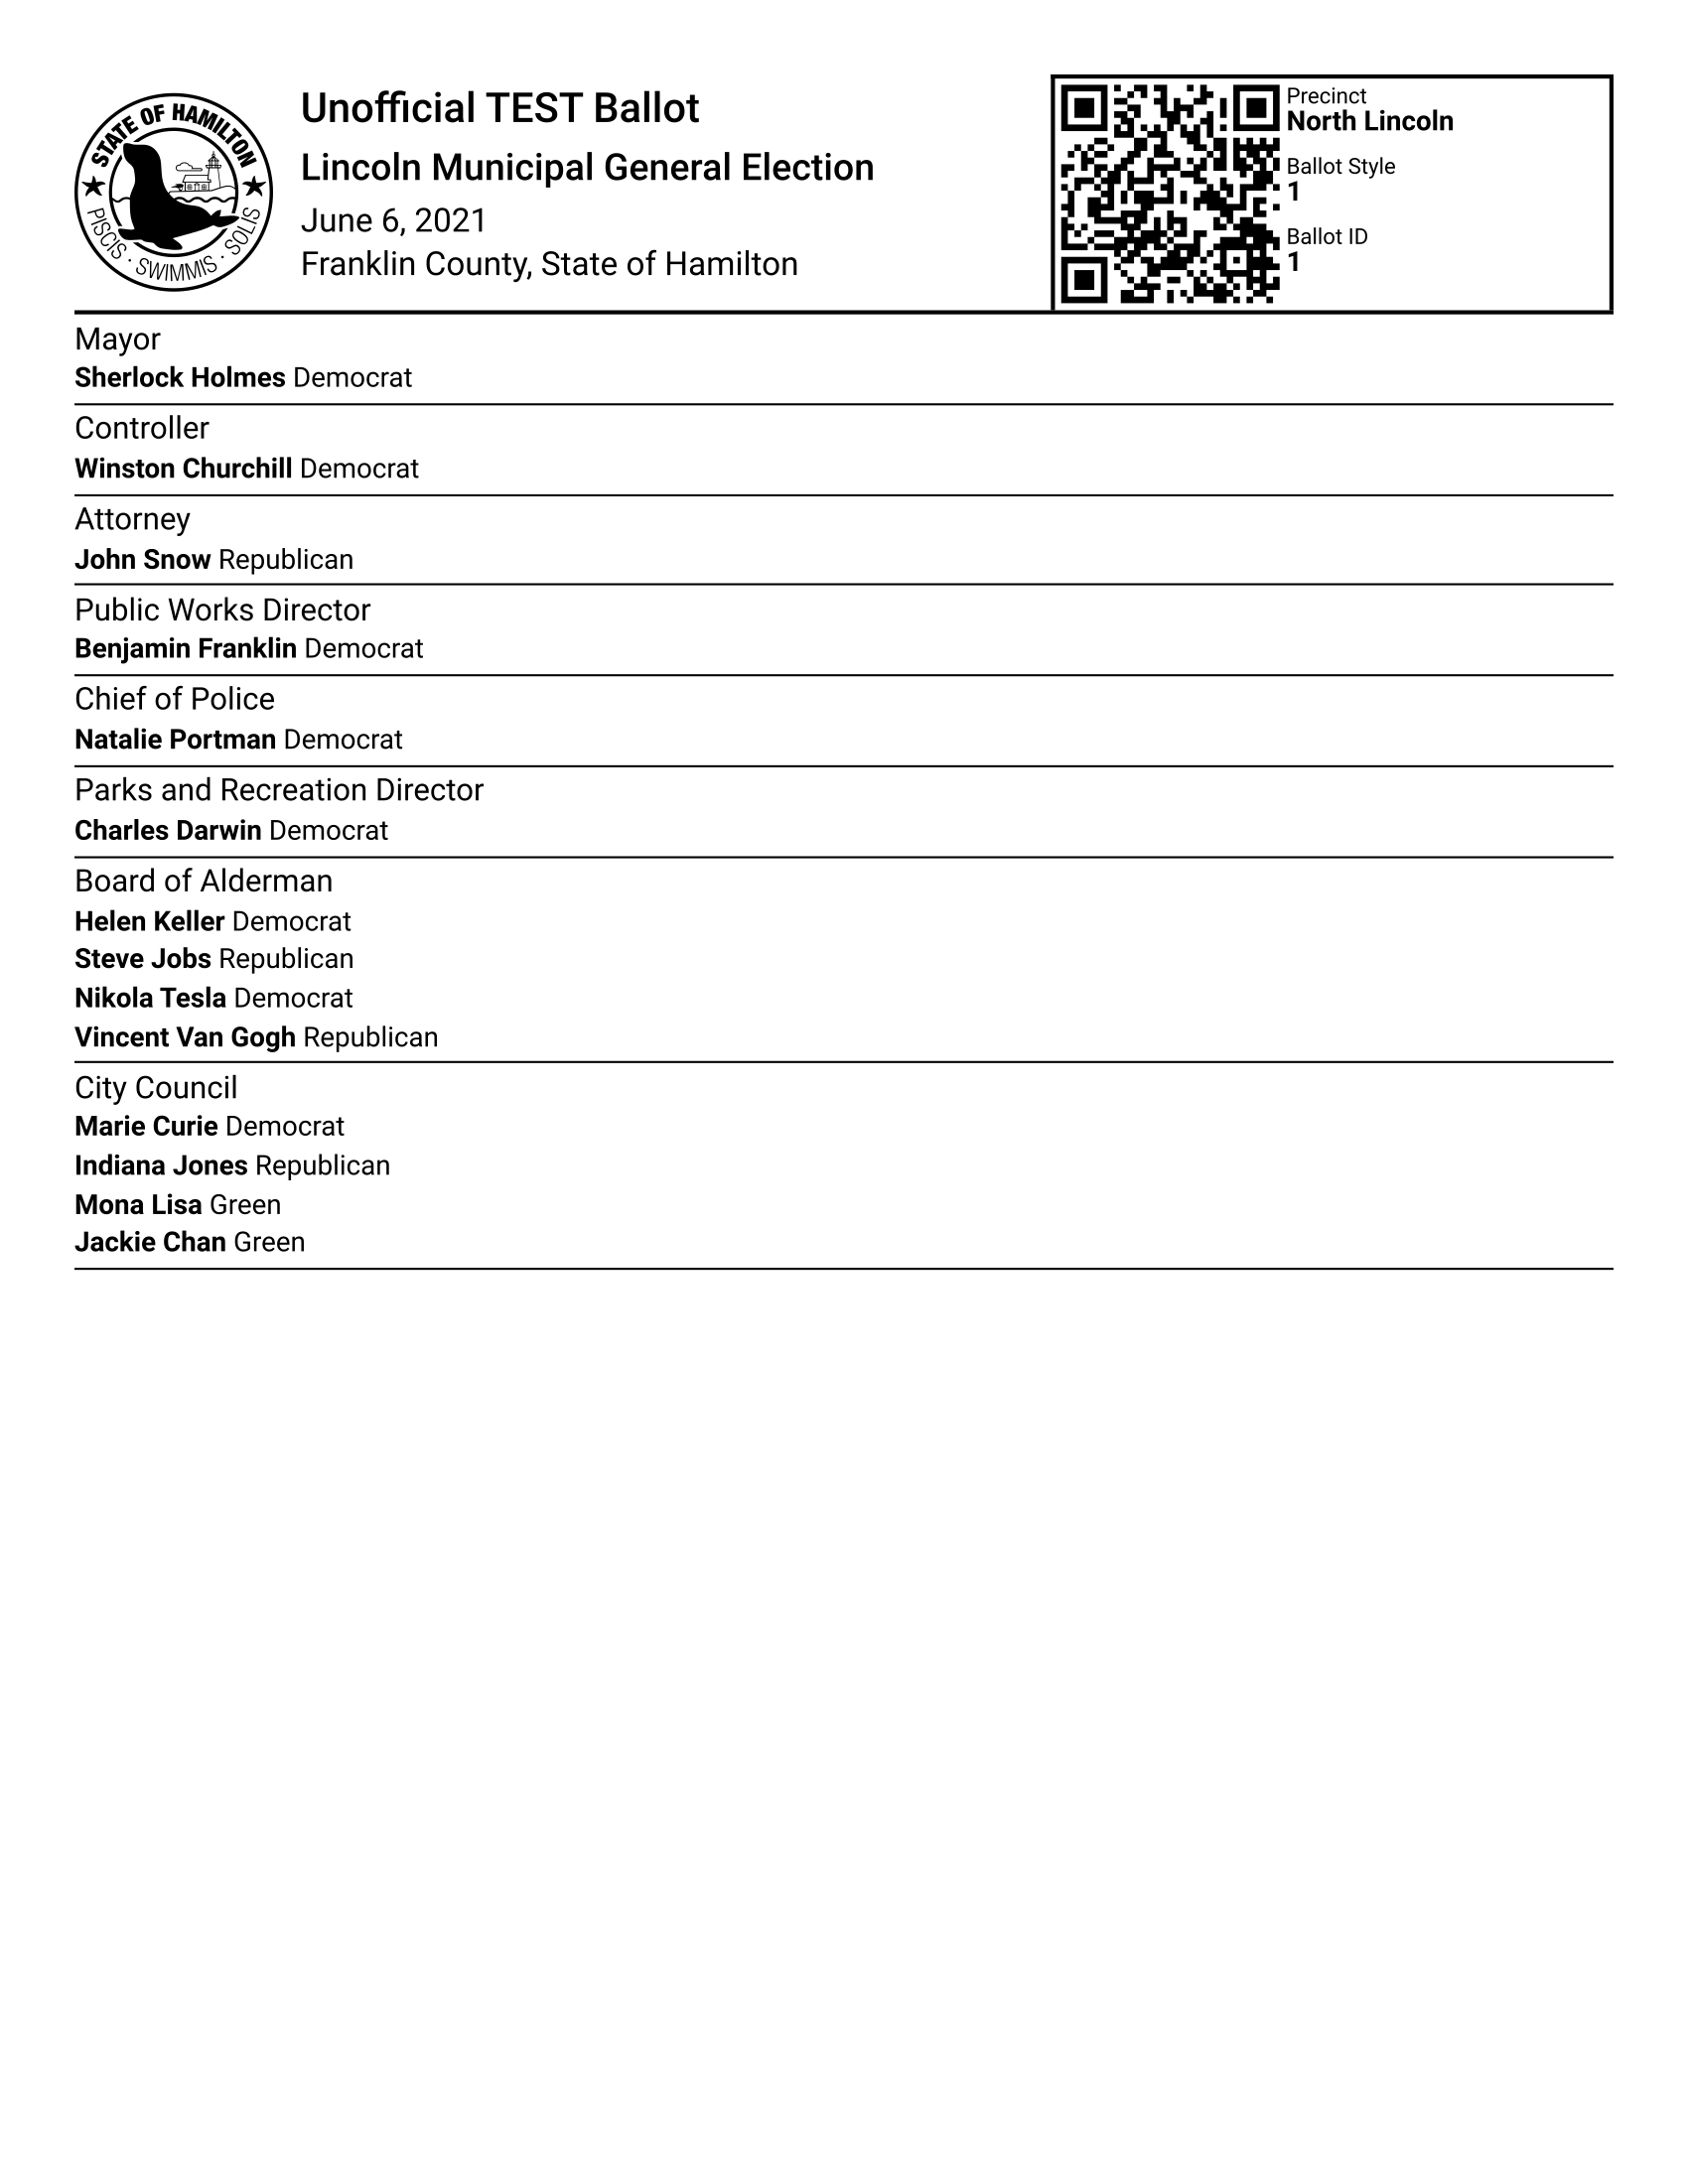 STATE OF HAMILTON
PISCIS · SWIMMIS · SOLIS
Unofficial TEST Ballot
Lincoln Municipal General Election
June 6, 2021
Franklin County, State of Hamilton
Precinct
North Lincoln
Ballot Style
1
Ballot ID
1
Mayor
Sherlock Holmes Democrat
Controller
Winston Churchill Democrat
Attorney
John Snow Republican
Public Works Director
Benjamin Franklin Democrat
Chief of Police
Natalie Portman Democrat
Parks and Recreation Director
Charles Darwin Democrat
Board of Alderman
Helen Keller Democrat
Steve Jobs Republican
Nikola Tesla Democrat
Vincent Van Gogh Republican
City Council
Marie Curie Democrat
Indiana Jones Republican
Mona Lisa Green
Jackie Chan Green